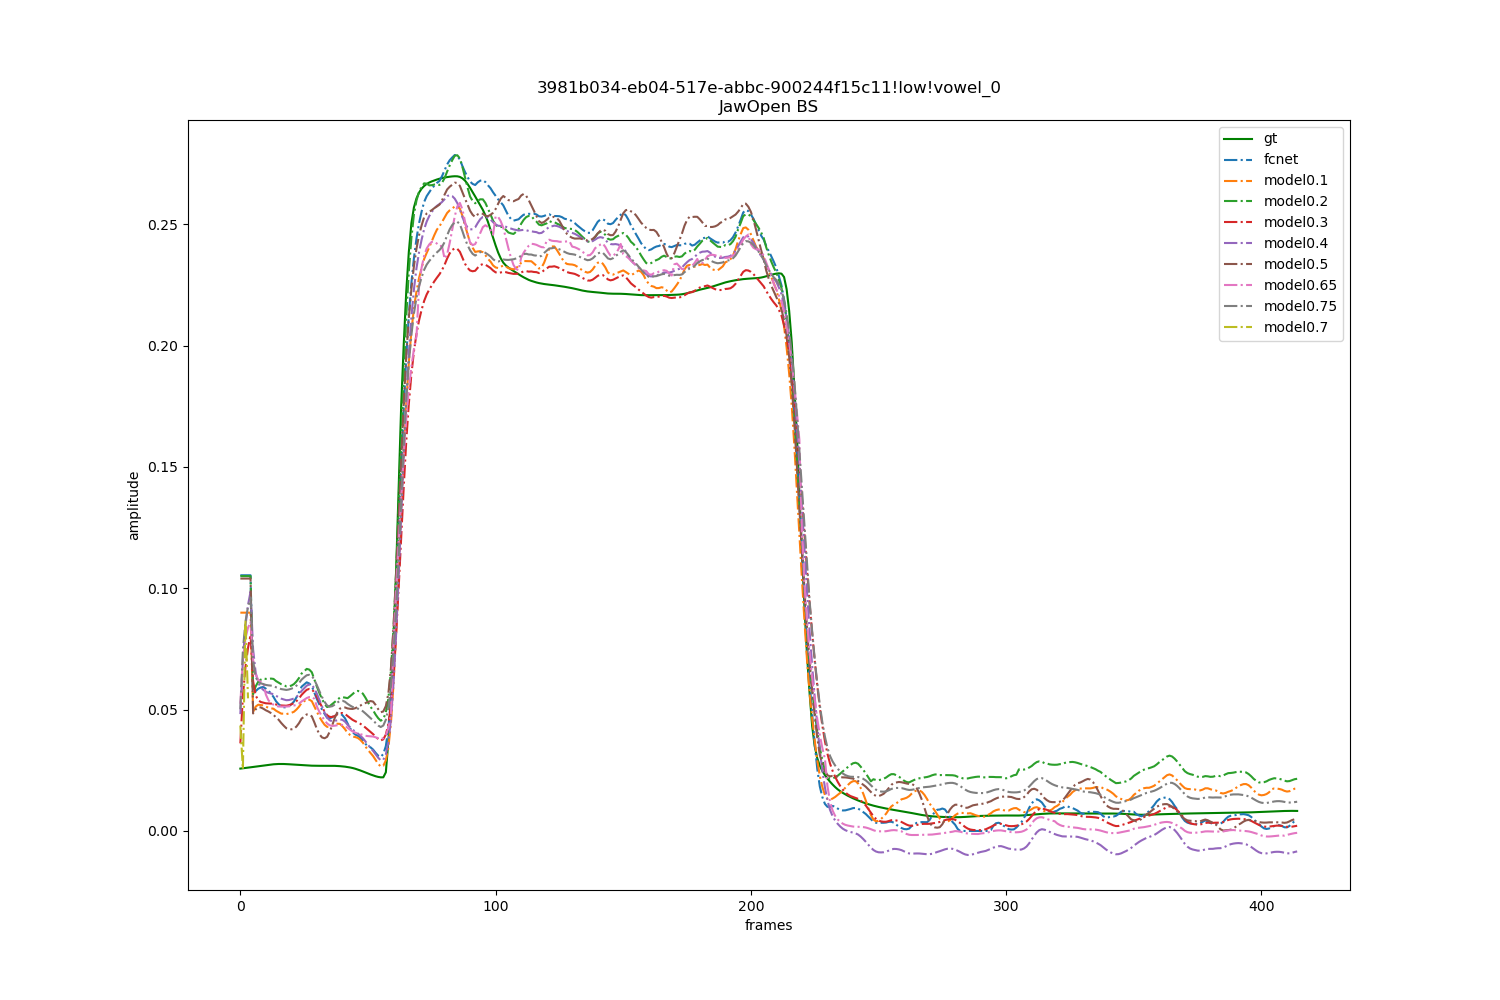 3981b034-eb04-517e-abbc-900244f15c11!low!vowel_0
JawOpen BS
gt
fcnet
model0.1
model0.2
model0.3
model0.4
model0.5
model0.65
model0.75
model0.7
amplitude
0.25
0.20
0.15
0.10
0.05
0.00
0 100 200 300 400
frames